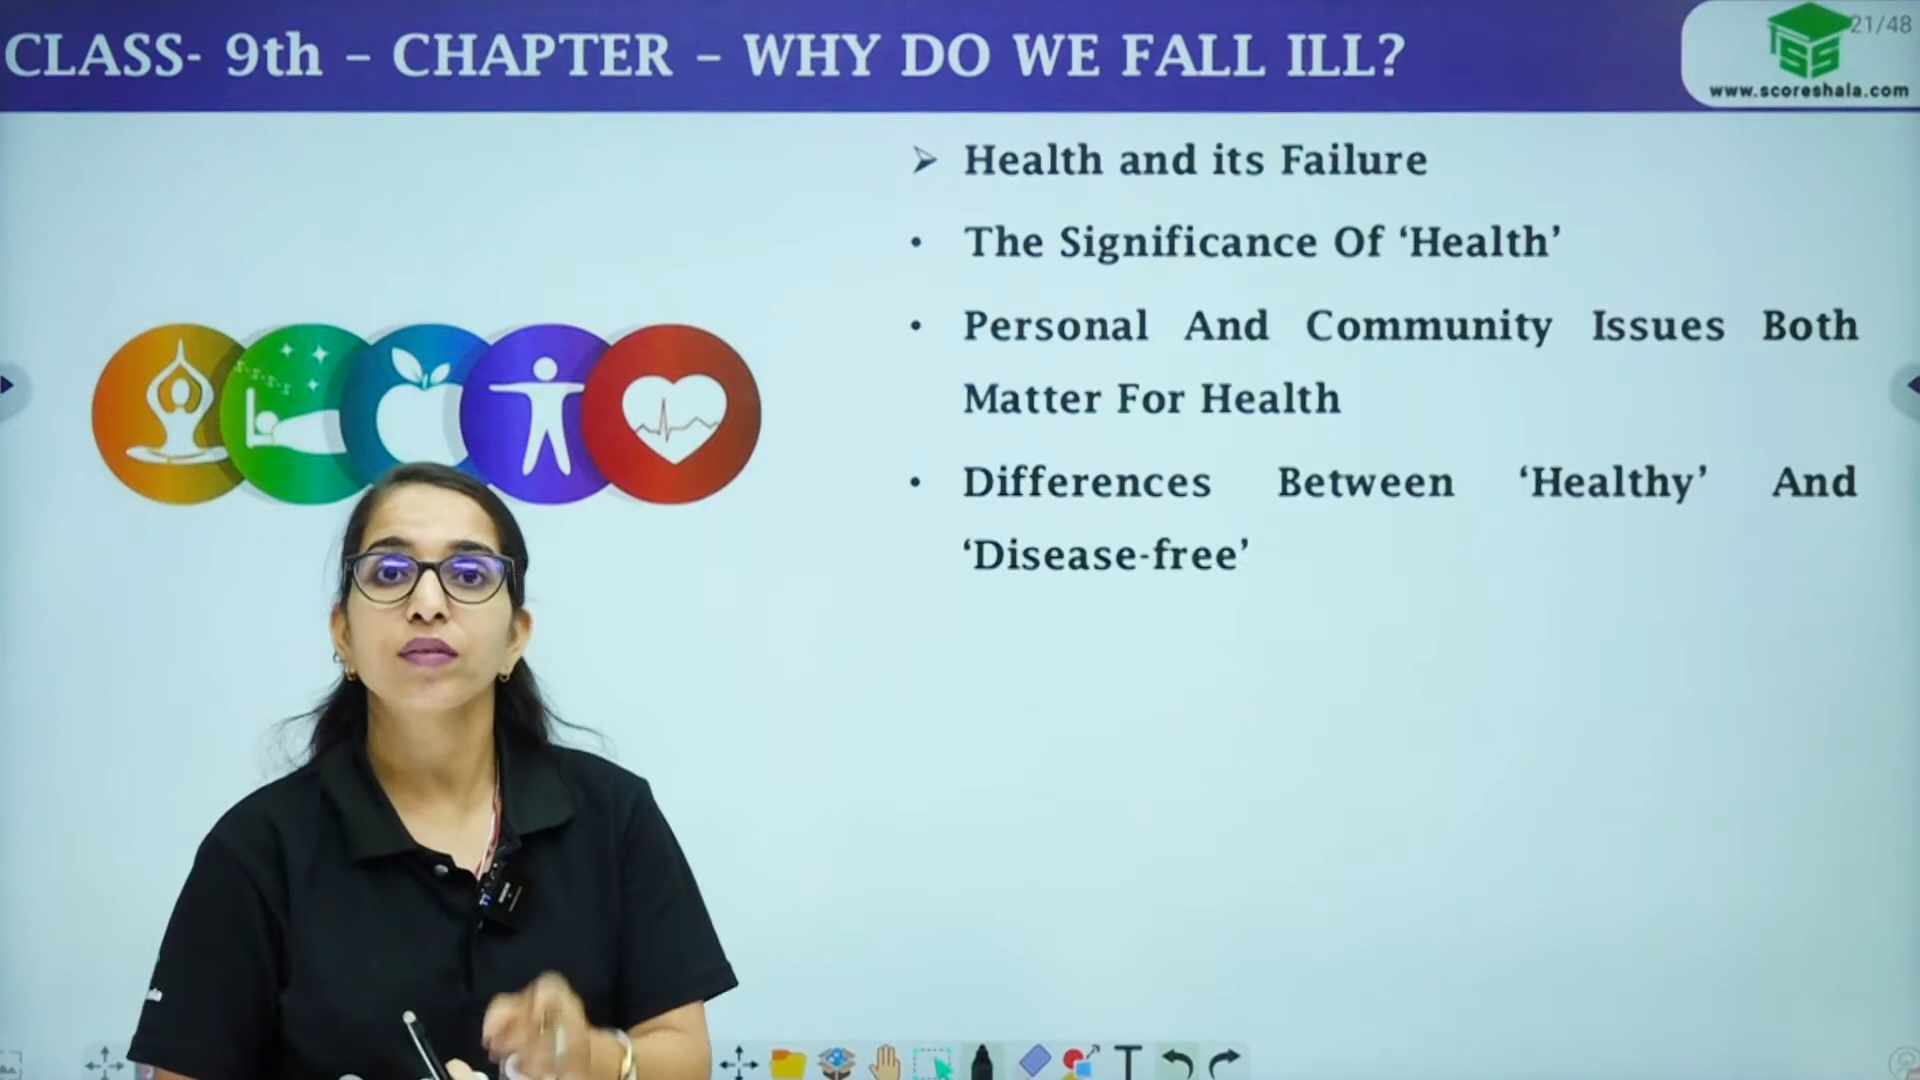 CLASS- 9th – CHAPTER – WHY DO WE FALL ILL?
21/48
SS
www.scoreshala.com
➢ Health and its Failure
• The Significance Of ‘Health’
• Personal And Community Issues Both
Matter For Health
• Differences Between ‘Healthy’ And
‘Disease-free’
T